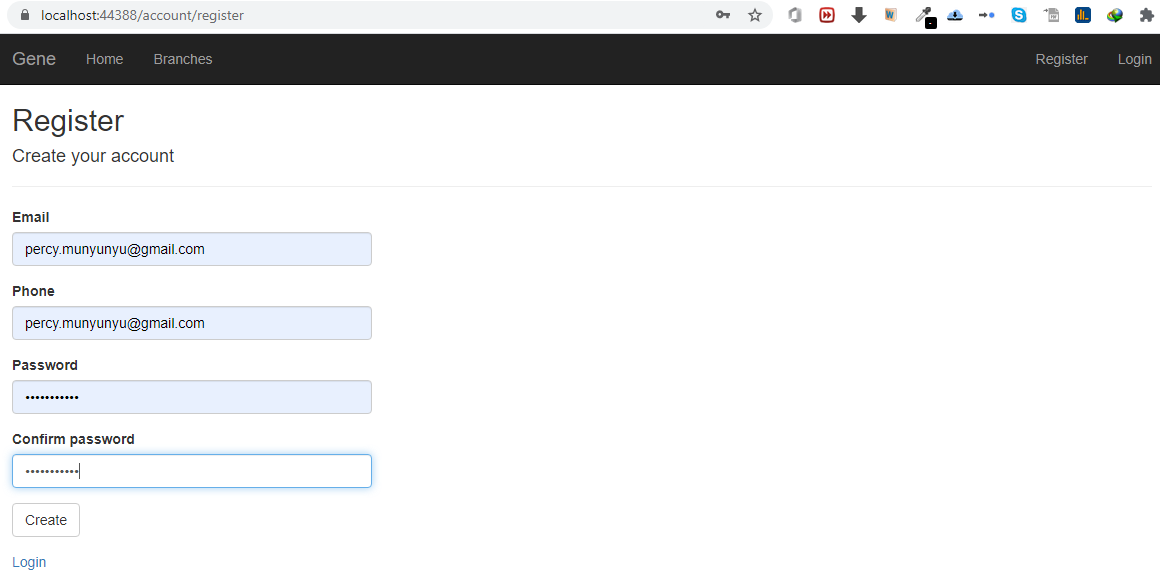 localhost:44388/account/register
Gene Home Branches Register Login
Register
Create your account
Email
percy.munyunyu@gmail.com
Phone
percy.munyunyu@gmail.com
Password
•••••••••••
Confirm password
•••••••••••
Create
Login